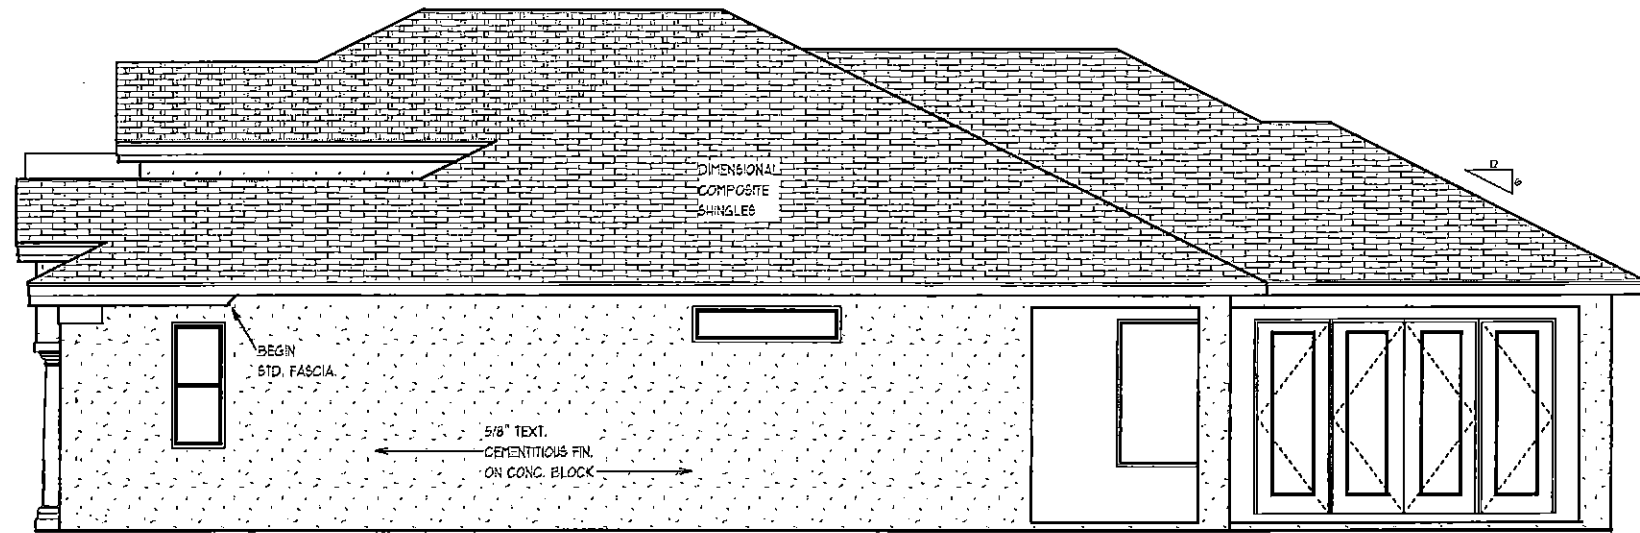 DIMENSIONAL
COMPOSITE
SHINGLES
12
6
BEGIN
STD. FASCIA.
5/8" TEXT.
CEMENTITIOUS FIN.
ON CONC. BLOCK